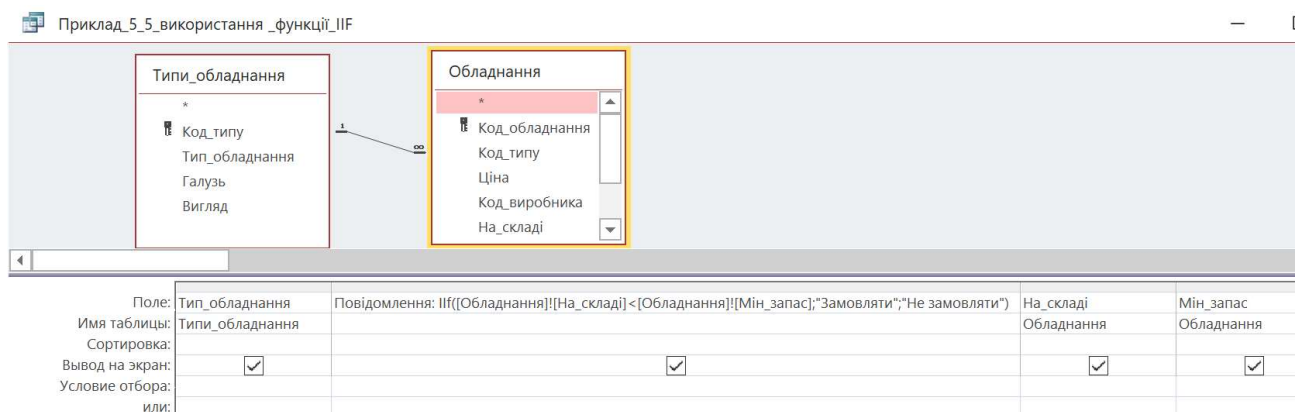 Приклад_5_5_використання _функції_IIF
Типи_обладнання
*
Код_типу
Тип_обладнання
Галузь
Вигляд
1
∞
Обладнання
*
Код_обладнання
Код_типу
Ціна
Код_виробника
На_складі
Поле: Тип_обладнання Повідомлення: IIf([Обладнання]![На_складі]<[Обладнання]![Мін_запас];"Замовляти";"Не замовляти") На_складі Мін_запас
Имя таблицы: Типи_обладнання Обладнання Обладнання
Сортировка:
Вывод на экран:
Условие отбора:
или: